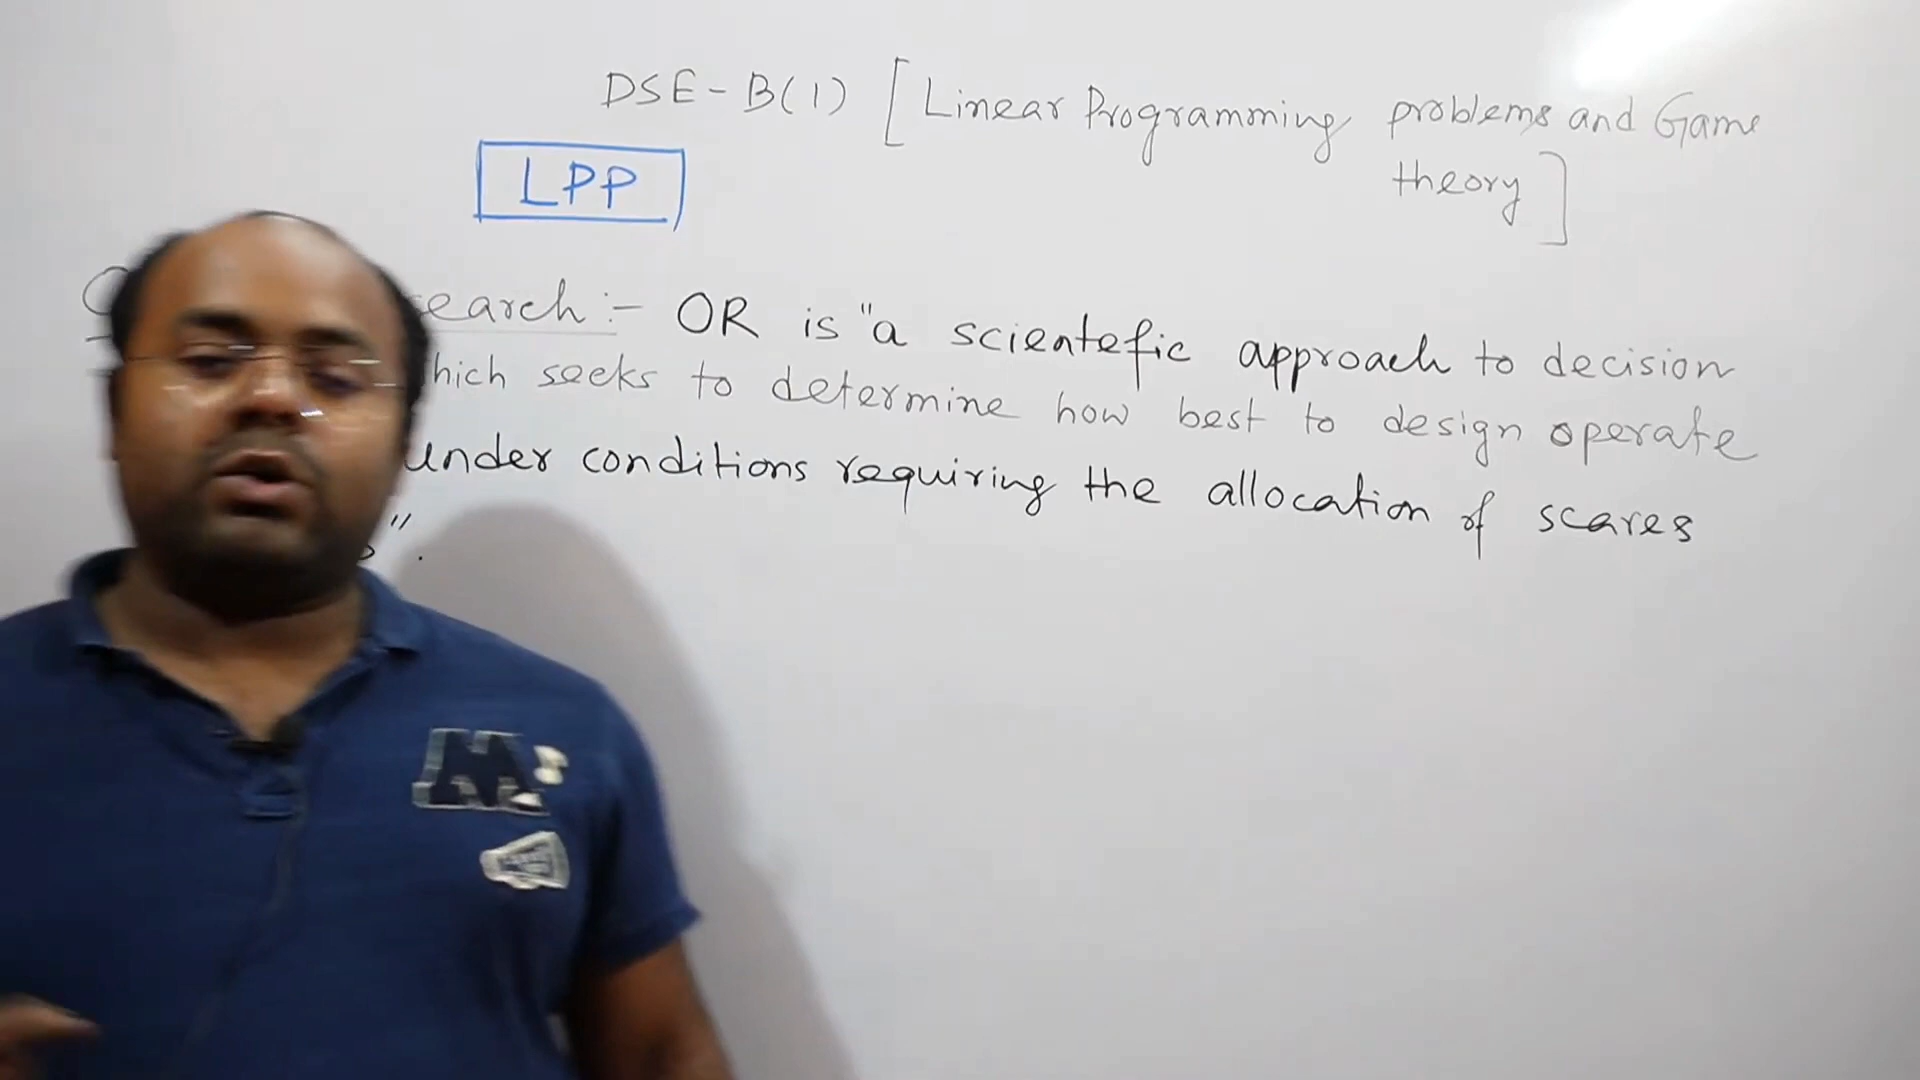 DSE - B(1) [Linear Programming problems and Game
theory]
LPP
earch :- OR is "a scientefic approach to decision
hich seeks to determine how best to design operate
under conditions requiring the allocation of scares
".
M